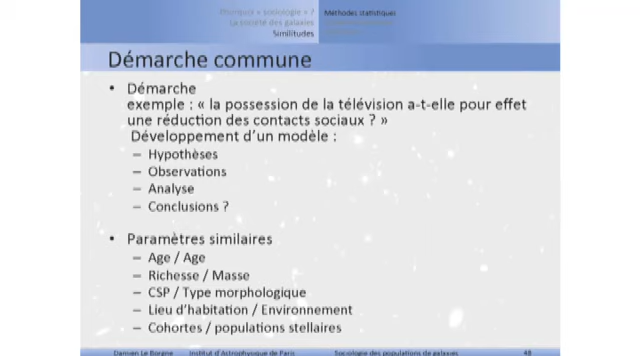 Pourquoi « sociologie » ?
La société des galaxies
Similitudes
Méthodes statistiques
Démarche commune
• Démarche
exemple : « la possession de la télévision a-t-elle pour effet
une réduction des contacts sociaux ? »
Développement d'un modèle :
– Hypothèses
– Observations
– Analyse
– Conclusions ?
• Paramètres similaires
– Age / Age
– Richesse / Masse
– CSP / Type morphologique
– Lieu d'habitation / Environnement
– Cohortes / populations stellaires
Damien Le Borgne Institut d'Astrophysique de Paris Sociologie des populations de galaxies 48